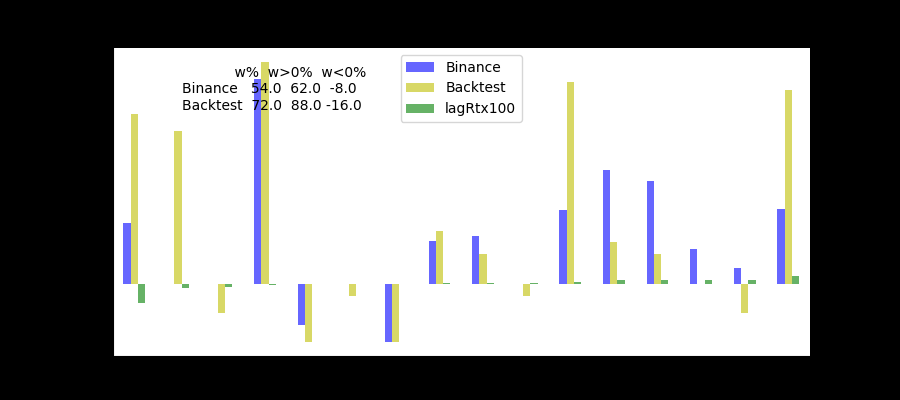 w%  w>0%  w<0%
Binance   54.0  62.0  -8.0
Backtest  72.0  88.0 -16.0
Binance
Backtest
lagRtx100